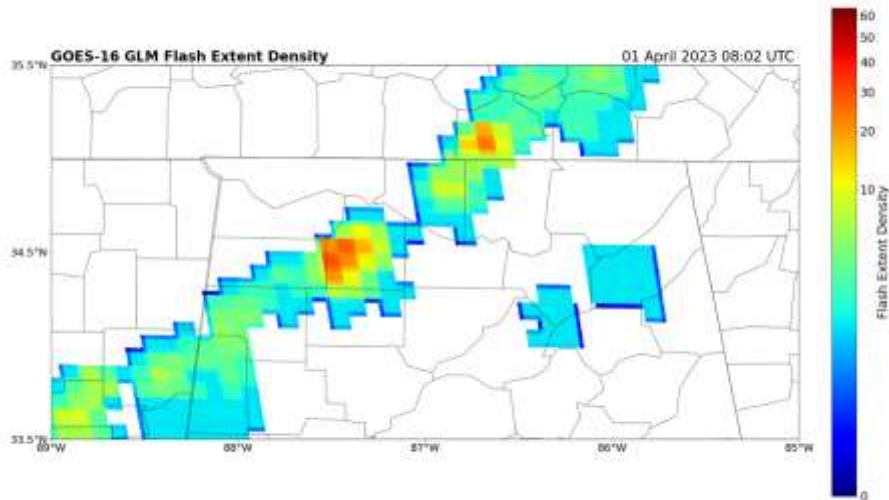 GOES-16 GLM Flash Extent Density
01 April 2023 08:02 UTC
35.5°N
34.5°N
33.5°N
89°W
88°W
87°W
86°W
85°W
60
50
40
30
20
10
0
Flash Extent Density